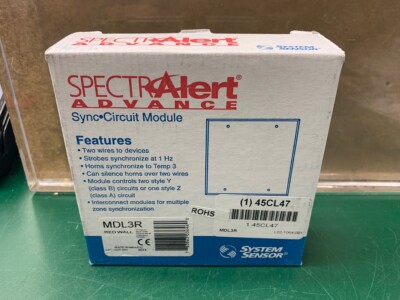 SPECTRAlert®
ADVANCE
Sync•Circuit Module
Features
• Two wires to devices
• Strobes synchronize at 1 Hz
• Horns synchronize to Temp 3
• Can silence horns over two wires
• Module controls two style Y
(class B) circuits or one style Z
(class A) circuit
• Interconnect modules for multiple
zone synchronization
(1) 45CL47
ROHS
1 45CL47
MDL3R
MDL3R
RED WALL
SYSTEM
SENSOR®